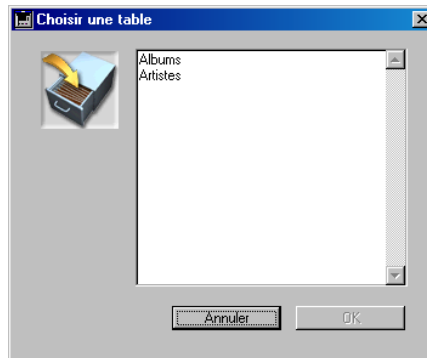 Choisir une table
Albums
Artistes
Annuler
OK